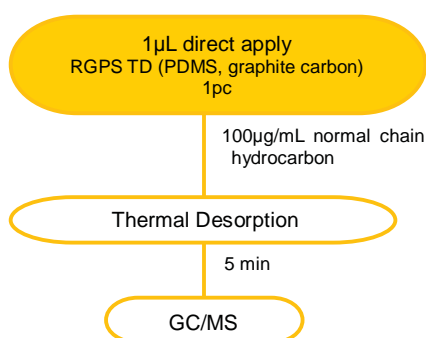 1µL direct apply
RGPS TD (PDMS, graphite carbon)
1pc
100µg/mL normal chain
hydrocarbon
Thermal Desorption
5 min
GC/MS